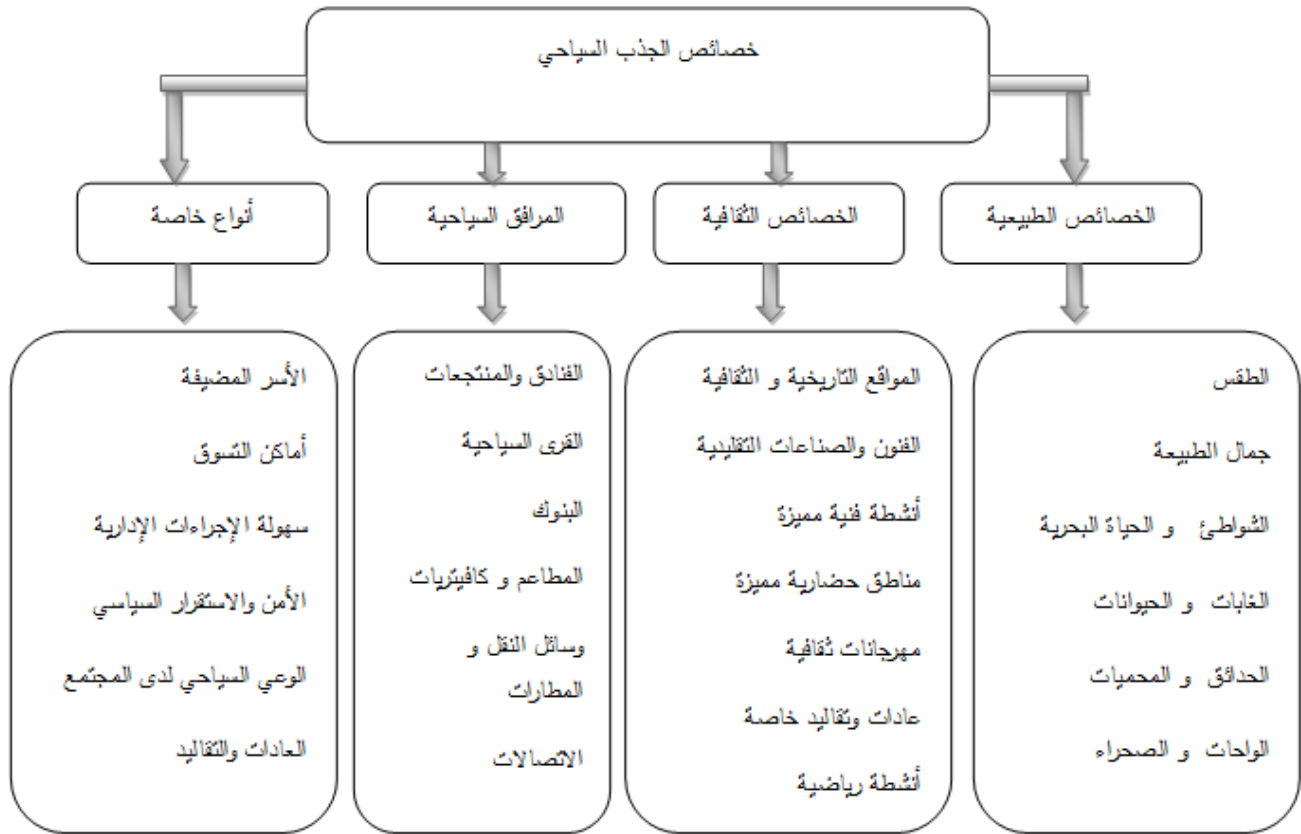 خصائص الجذب السياحي
الخصائص الطبيعية
الخصائص الثقافية
المرافق السياحية
أنواع خاصة
الطقس
جمال الطبيعة
الشواطئ و الحياة البحرية
الغابات و الحيوانات
الحدائق و المحميات
الواحات و الصحراء
المواقع التاريخية و الثقافية
الفنون والصناعات التقليدية
أنشطة فنية مميزة
مناطق حضارية مميزة
مهرجانات ثقافية
عادات وتقاليد خاصة
أنشطة رياضية
الفنادق والمنتجعات
القرى السياحية
البنوك
المطاعم و كافيتريات
وسائل النقل و
المطارات
الاتصالات
الأسر المضيفة
أماكن التسوق
سهولة الإجراءات الإدارية
الأمن والاستقرار السياسي
الوعي السياحي لدى المجتمع
العادات والتقاليد